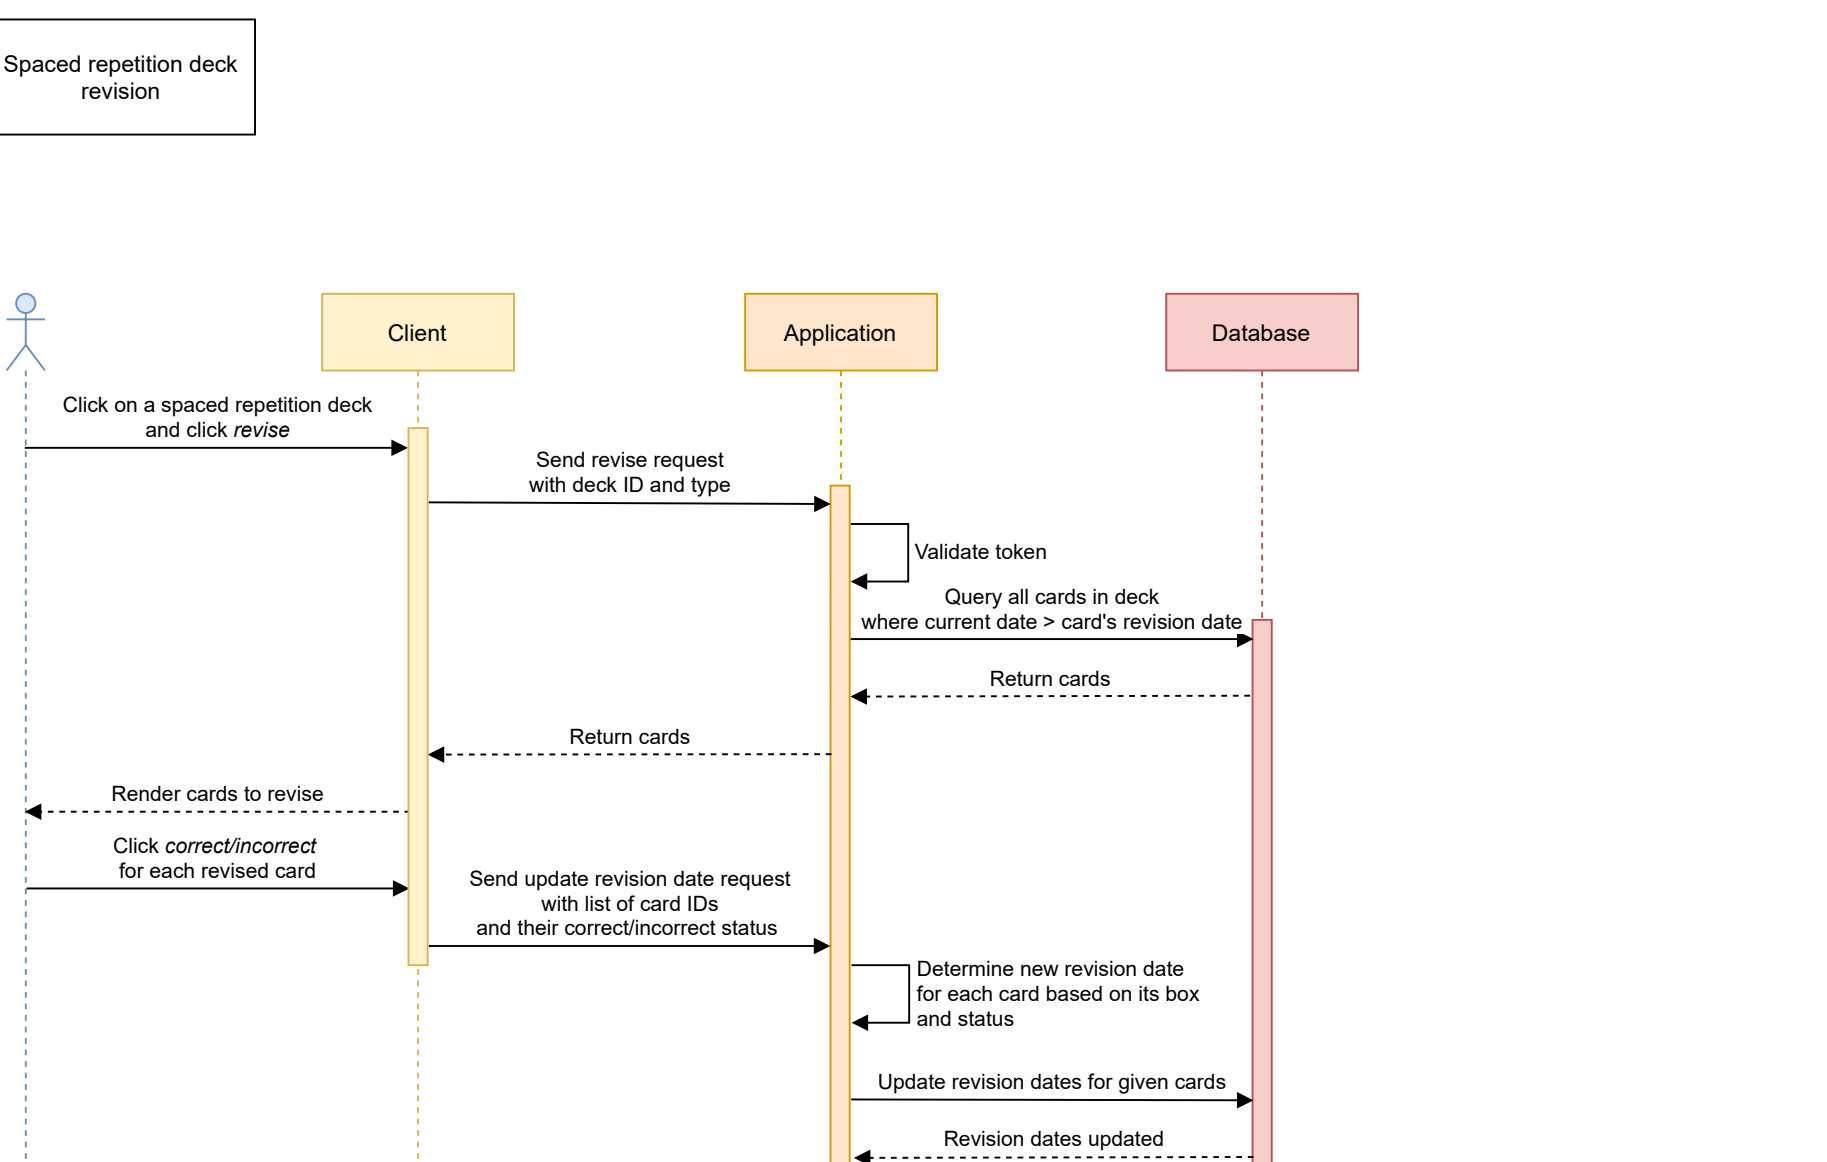 Spaced repetition deck
revision
Client
Application
Database
Click on a spaced repetition deck
and click revise
Send revise request
with deck ID and type
Validate token
Query all cards in deck
where current date > card's revision date
Return cards
Return cards
Render cards to revise
Click correct/incorrect
for each revised card
Send update revision date request
with list of card IDs
and their correct/incorrect status
Determine new revision date
for each card based on its box
and status
Update revision dates for given cards
Revision dates updated